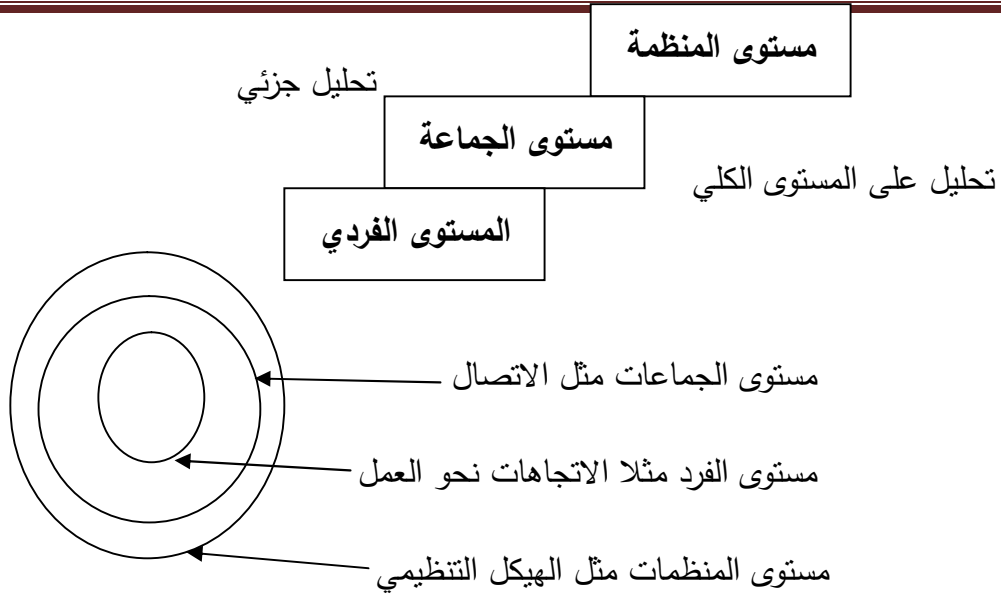 مستوى المنظمة
تحليل جزئي
مستوى الجماعة
تحليل على المستوى الكلي
المستوى الفردي
مستوى الجماعات مثل الاتصال
مستوى الفرد مثلا الاتجاهات نحو العمل
مستوى المنظمات مثل الهيكل التنظيمي